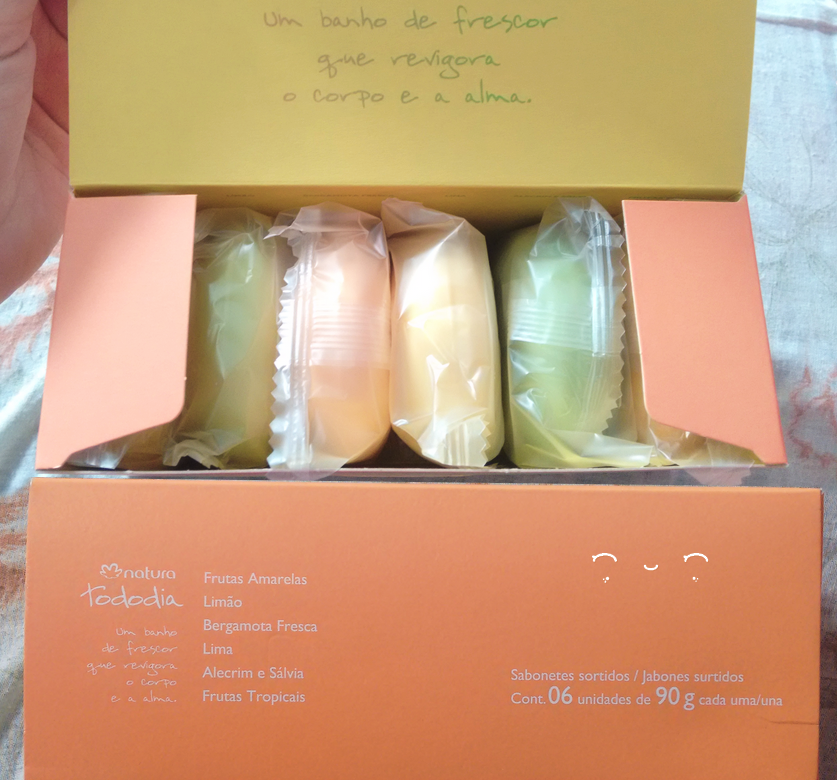 um banho de frescor
que revigora
o corpo e a alma.
natura
tododia
um banho
de frescor
que revigora
o corpo
e a alma.
Frutas Amarelas
Limão
Bergamota Fresca
Lima
Alecrim e Sálvia
Frutas Tropicais
Sabonetes sortidos / Jabones surtidos
Cont. 06 unidades de 90 g cada uma/una